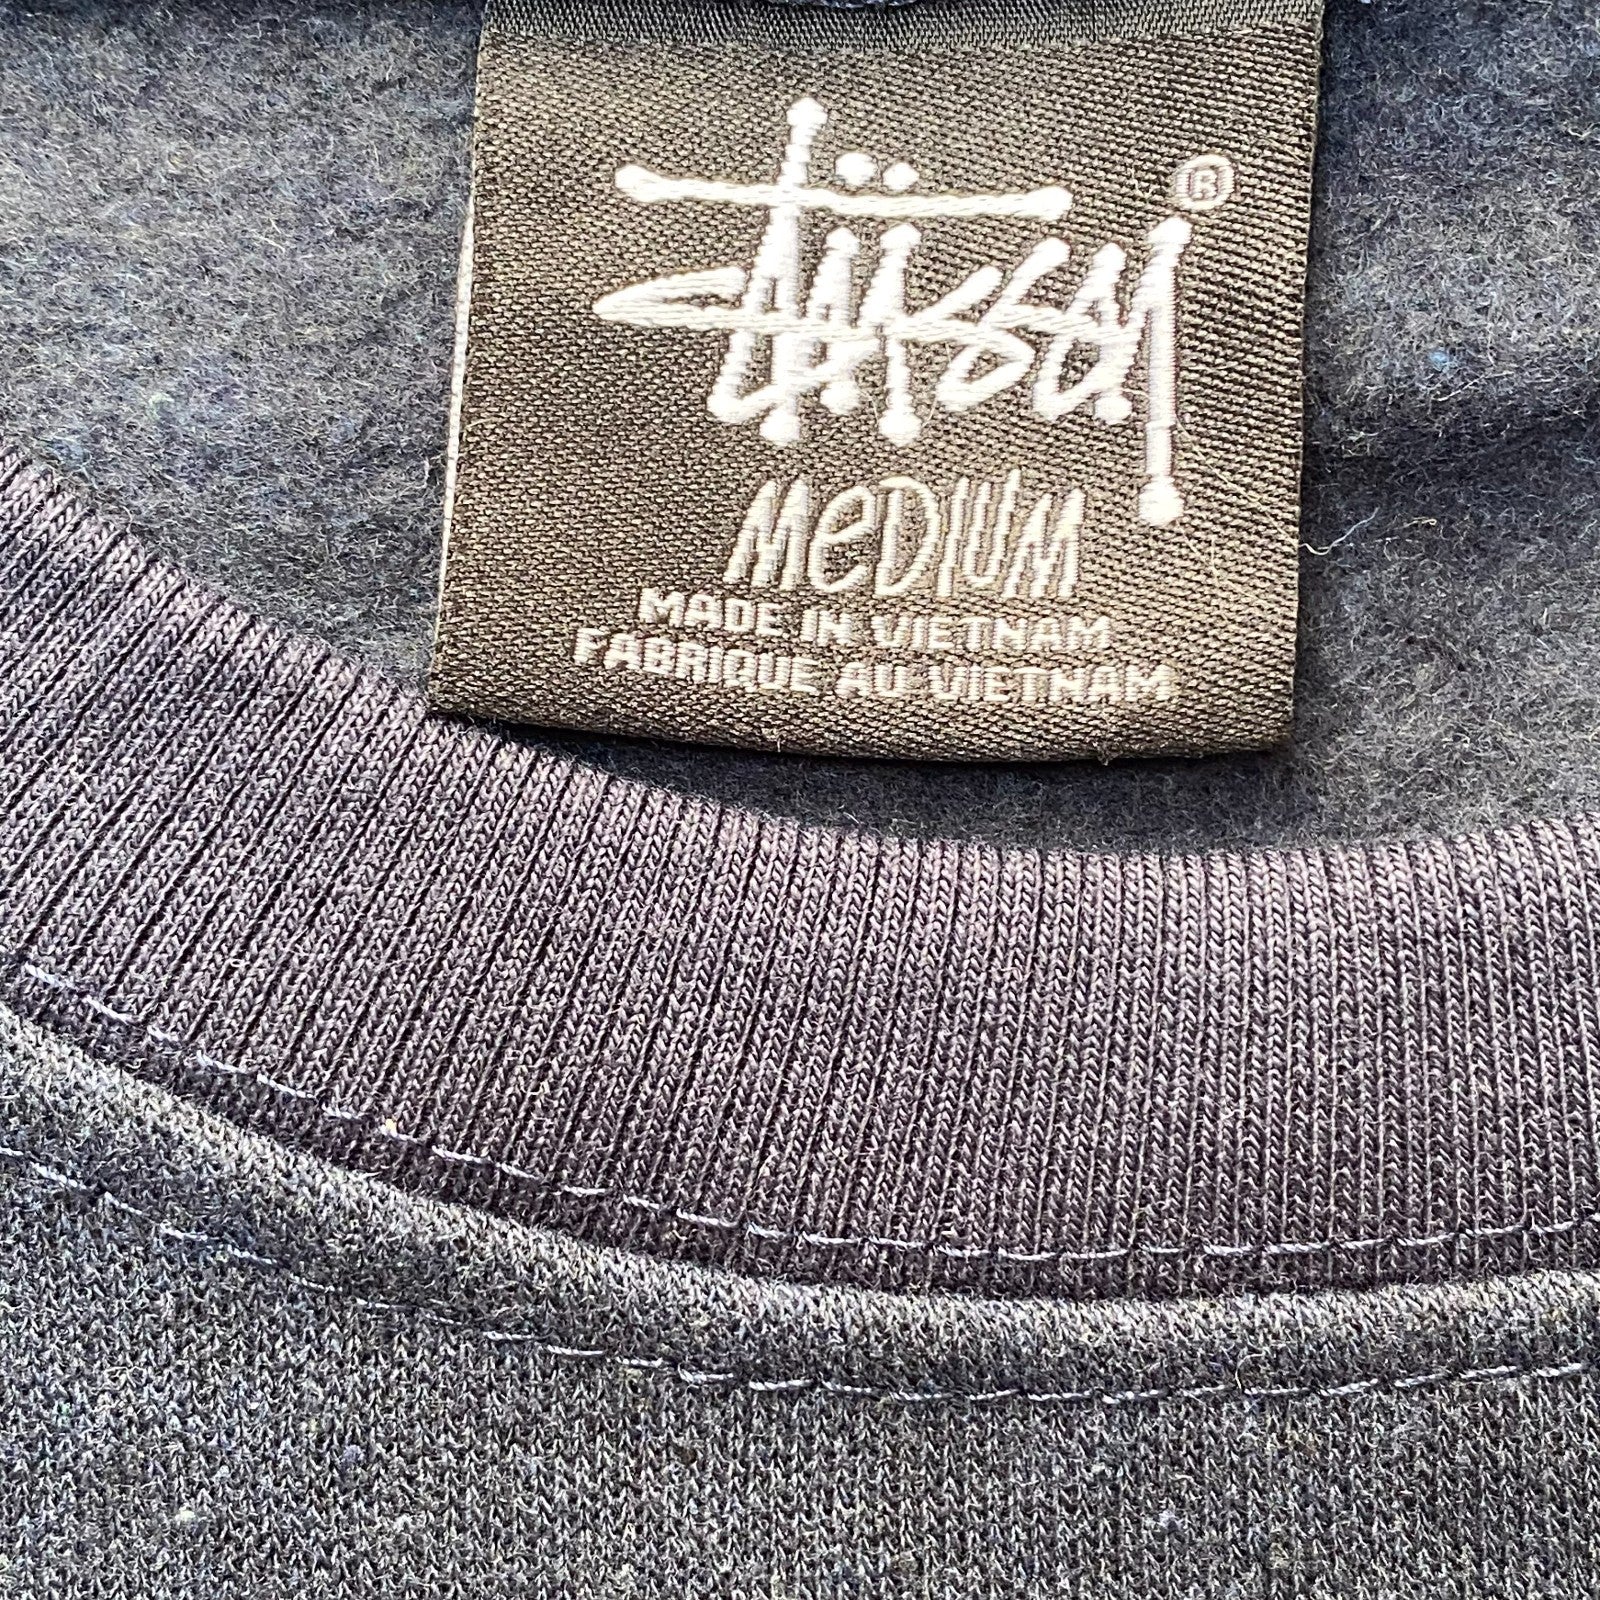 Stüssy ®
MEDIUM
MADE IN VIETNAM
FABRIQUE AU VIETNAM